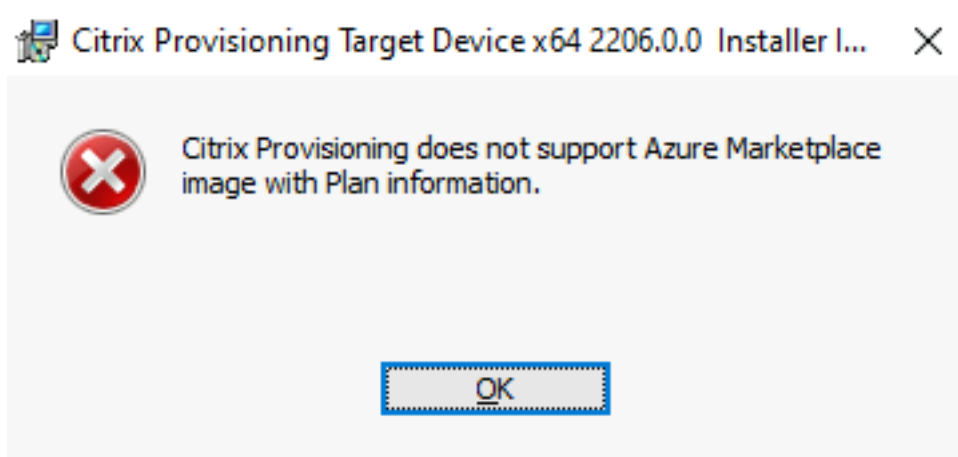 Citrix Provisioning Target Device x64 2206.0.0 Installer I...
Citrix Provisioning does not support Azure Marketplace
image with Plan information.
OK